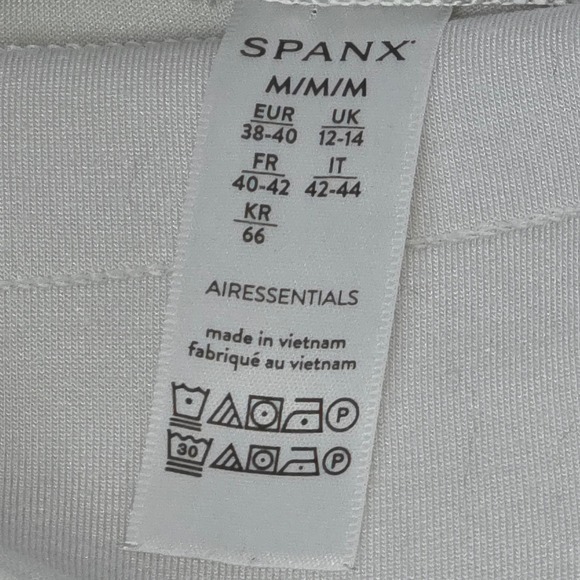 SPANX
M/M/M
EUR UK
38-40 12-14
FR IT
40-42 42-44
KR
66
AIRESSENTIALS
made in vietnam
fabriqué au vietnam
P
30 P